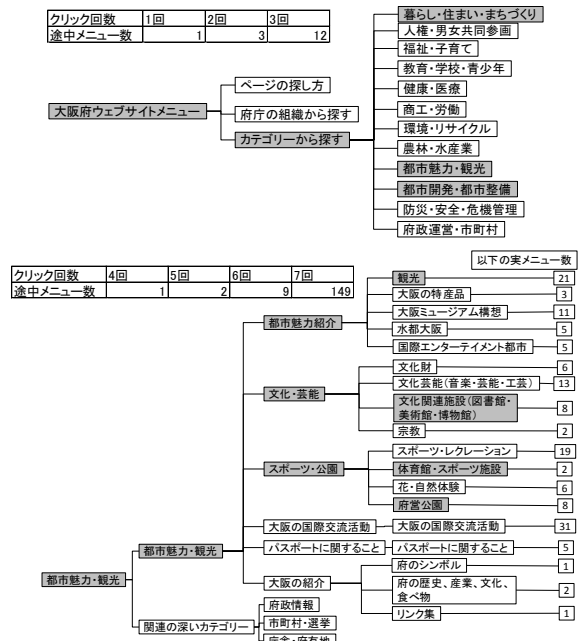 クリック回数 1回 2回 3回
途中メニュー数 1 3 12
大阪府ウェブサイトメニュー
ページの探し方
府庁の組織から探す
カテゴリーから探す
暮らし・住まい・まちづくり
人権・男女共同参画
福祉・子育て
教育・学校・青少年
健康・医療
商工・労働
環境・リサイクル
農林・水産業
都市魅力・観光
都市開発・都市整備
防災・安全・危機管理
府政運営・市町村
以下の実メニュー数
クリック回数 4回 5回 6回 7回
途中メニュー数 1 2 9 149
都市魅力・観光
都市魅力・観光
関連の深いカテゴリー
都市魅力紹介
観光 21
大阪の特産品 3
大阪ミュージアム構想 11
水都大阪 5
国際エンターテイメント都市 5
文化・芸能
文化財 6
文化芸能(音楽・芸能・工芸) 13
文化関連施設(図書館・
美術館・博物館) 8
宗教 2
スポーツ・公園
スポーツ・レクレーション 19
体育館・スポーツ施設 2
花・自然体験 6
府営公園 8
大阪の国際交流活動 大阪の国際交流活動 31
パスポートに関すること パスポートに関すること 5
大阪の紹介
府のシンボル 1
府の歴史、産業、文化、
食べ物 2
リンク集 1
府政情報
市町村・選挙